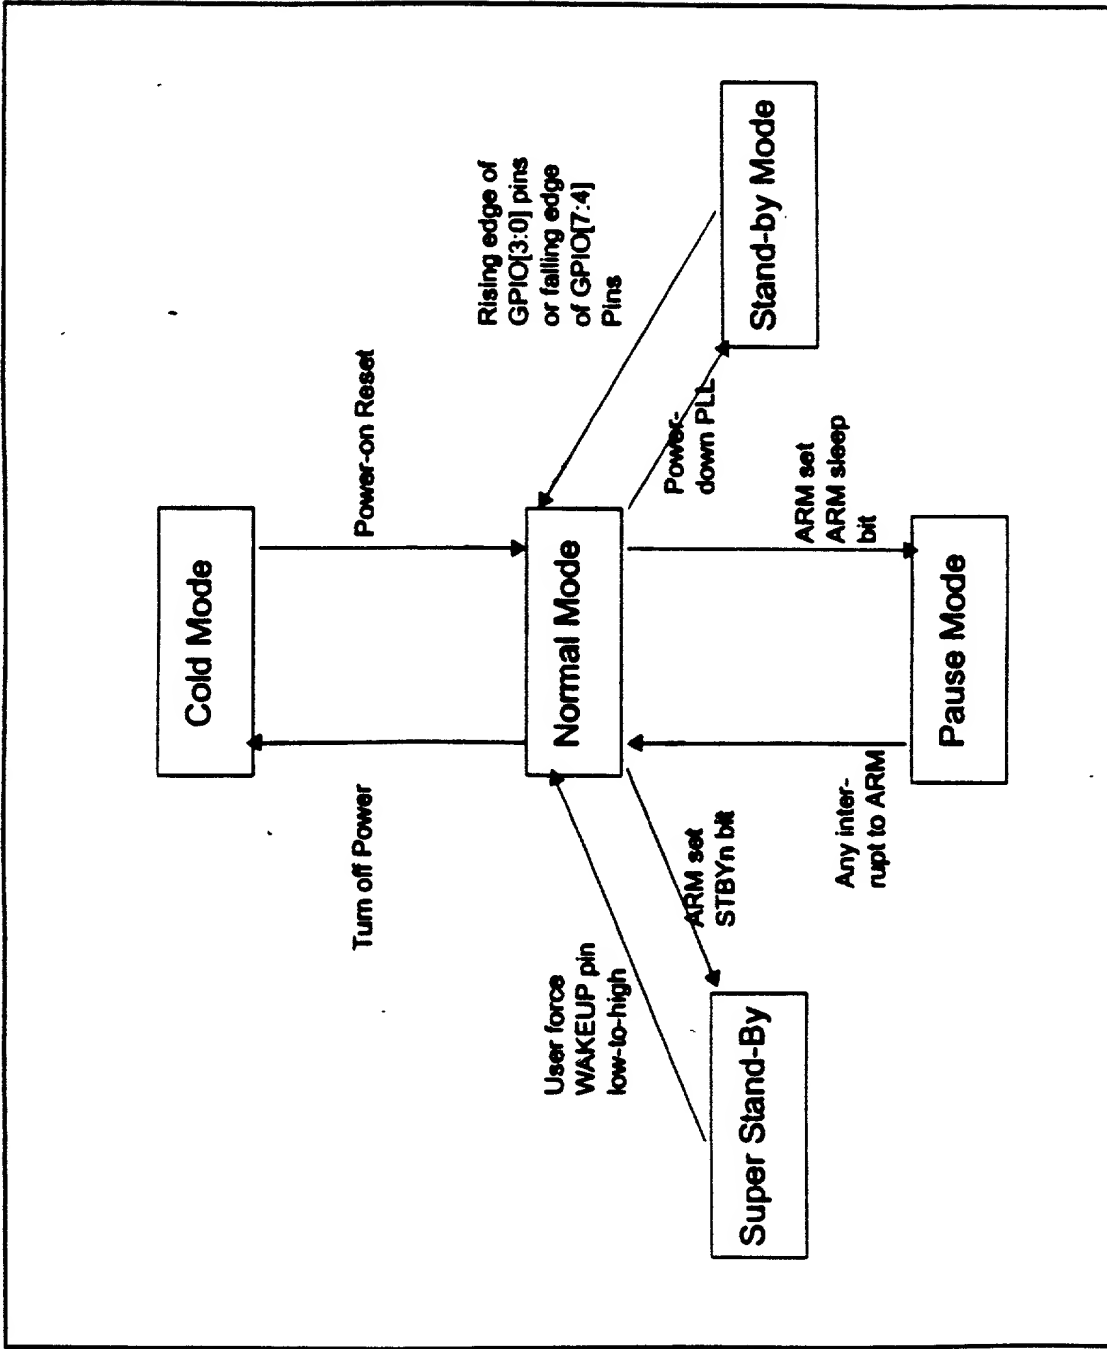 Cold Mode
Turn off Power
Power-on Reset
User force
WAKEUP pin
low-to-high
Normal Mode
Rising edge of
GPIO[3:0] pins
or falling edge
of GPIO[7:4]
Pins
ARM set
STBYn bit
Power-
down PLL
Super Stand-By
Stand-by Mode
Any inter-
rupt to ARM
ARM set
ARM sleep
bit
Pause Mode